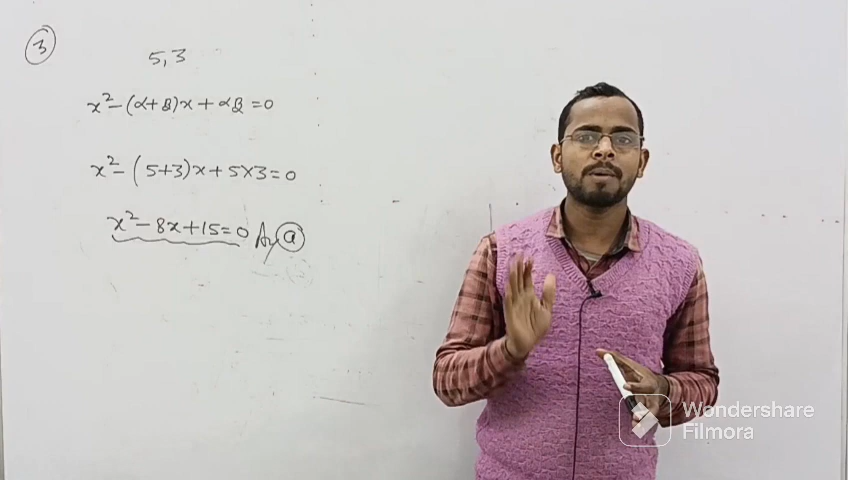 3
5,3
x²-(α+β)x+αβ=0
x²-(5+3)x+5×3=0
x²-8x+15=0 Ans a
Wondershare
Filmora